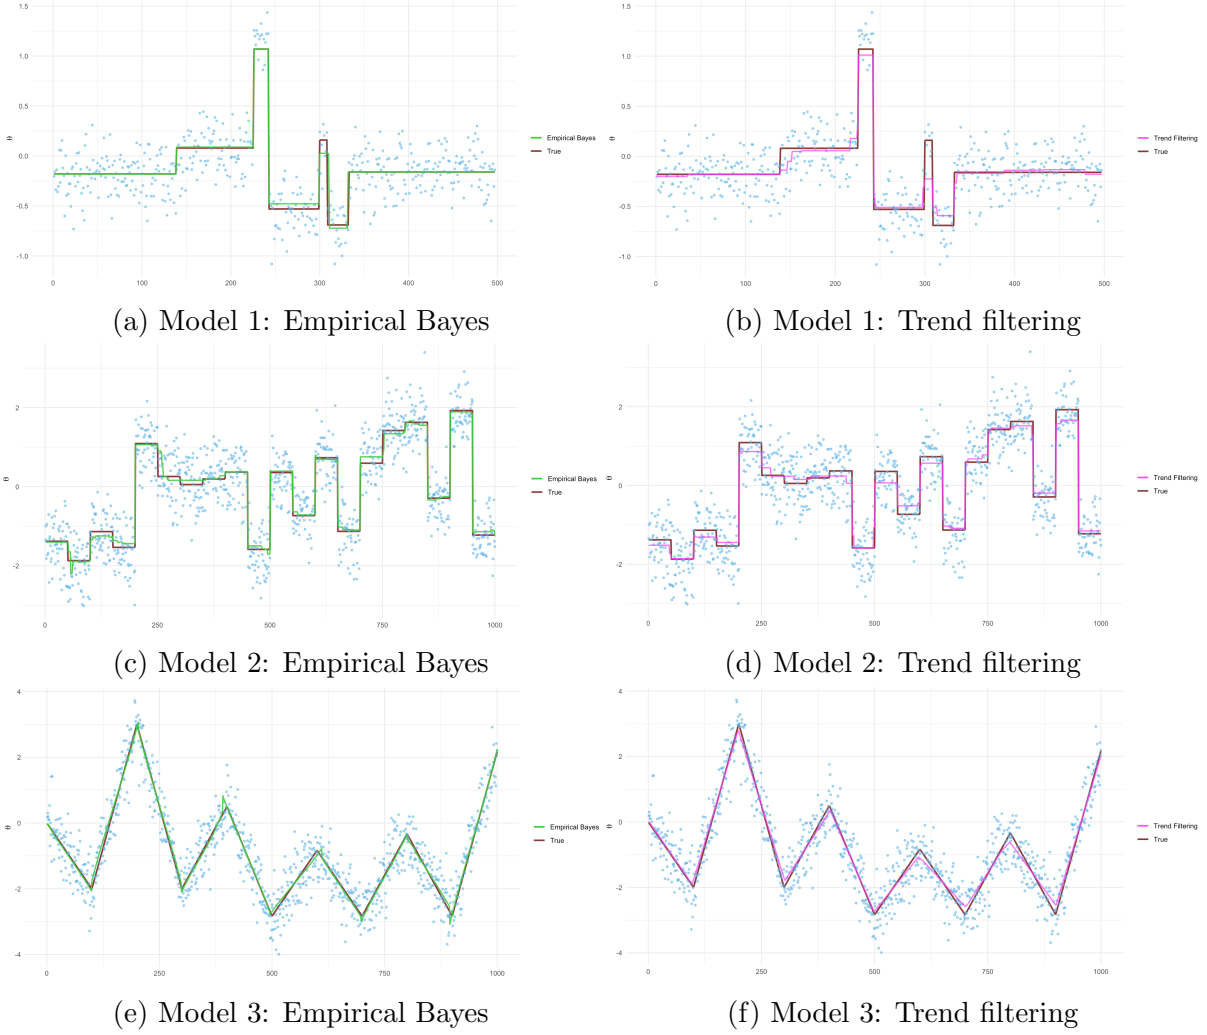 1.5
1.0
0.5
0.0
-0.5
-1.0
θ
0 100 200 300 400 500
Empirical Bayes
True
(a) Model 1: Empirical Bayes
1.5
1.0
0.5
0.0
-0.5
-1.0
θ
0 100 200 300 400 500
Trend Filtering
True
(b) Model 1: Trend filtering
2
0
-2
θ
0 250 500 750 1000
Empirical Bayes
True
(c) Model 2: Empirical Bayes
2
0
-2
θ
0 250 500 750 1000
Trend Filtering
True
(d) Model 2: Trend filtering
4
2
0
-2
-4
θ
0 250 500 750 1000
Empirical Bayes
True
(e) Model 3: Empirical Bayes
4
2
0
-2
-4
θ
0 250 500 750 1000
Trend Filtering
True
(f) Model 3: Trend filtering